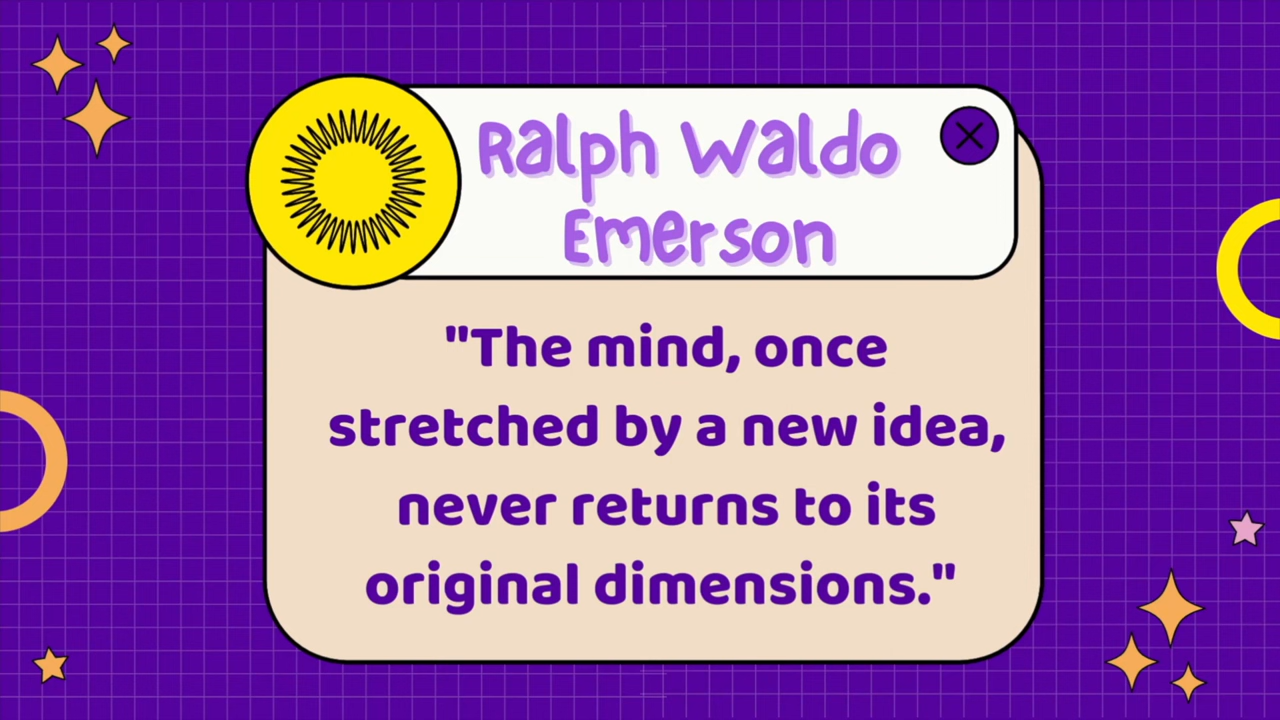 Ralph Waldo
Emerson
"The mind, once
stretched by a new idea,
never returns to its
original dimensions."